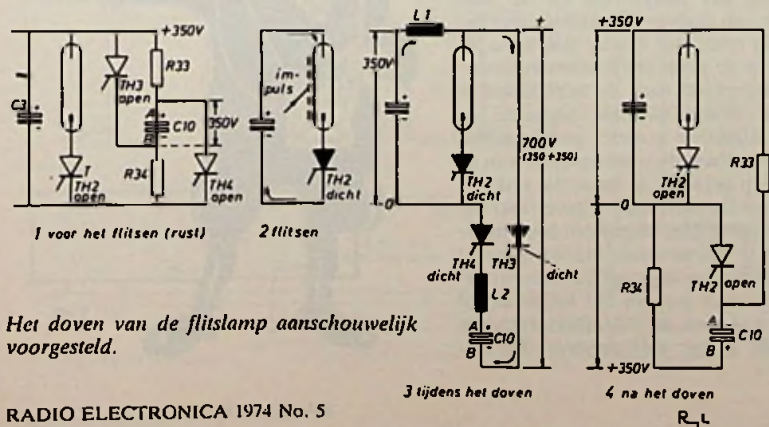 +350V
C3
TH3
open
R33
A
C10
B
350V
R34
T
TH2
open
TH4
open
1 voor het flitsen (rust)
im-
puls
TH2
dicht
2 flitsen
L1
350V
+
700V
(350+350)
TH2
dicht
0
TH4
dicht
TH3
dicht
L2
A
C10
B
3 tijdens het doven
+350V
TH2
open
R33
0
R34
TH2
open
A
C10
B
+350V
4 na het doven
Het doven van de flitslamp aanschouwelijk
voorgesteld.
RADIO ELECTRONICA 1974 No. 5